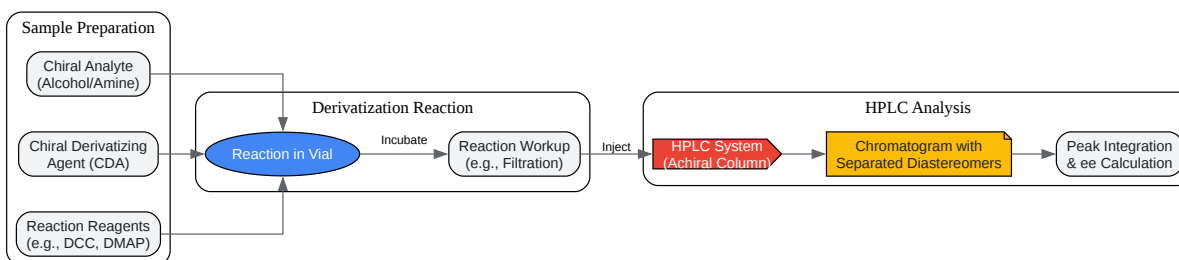 Sample Preparation
Chiral Analyte
(Alcohol/Amine)
Chiral Derivatizing
Agent (CDA)
Reaction Reagents
(e.g., DCC, DMAP)
Derivatization Reaction
Reaction in Vial
Incubate
Reaction Workup
(e.g., Filtration)
Inject
HPLC Analysis
HPLC System
(Achiral Column)
Chromatogram with
Separated Diastereomers
Peak Integration
& ee Calculation